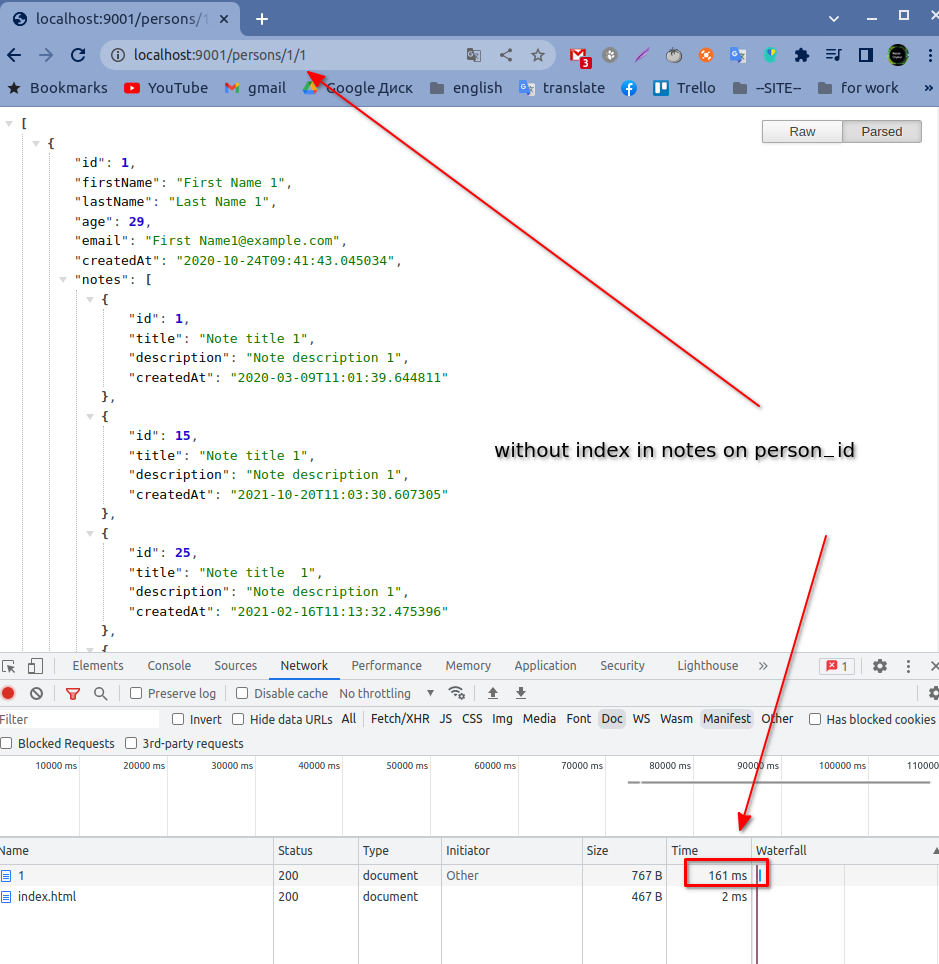 localhost:9001/persons/1
localhost:9001/persons/1/1
3
Bookmarks YouTube gmail Google Диск english translate Trello --SITE-- for work »
Raw Parsed
[
{
"id": 1,
"firstName": "First Name 1",
"lastName": "Last Name 1",
"age": 29,
"email": "First Name1@example.com",
"createdAt": "2020-10-24T09:41:43.045034",
"notes": [
{
"id": 1,
"title": "Note title 1",
"description": "Note description 1",
"createdAt": "2020-03-09T11:01:39.644811"
},
{
"id": 15,
"title": "Note title 1",
"description": "Note description 1",
"createdAt": "2021-10-20T11:03:30.607305"
},
{
"id": 25,
"title": "Note title  1",
"description": "Note description 1",
"createdAt": "2021-02-16T11:13:32.475396"
},
{
without index in notes on person_id
Elements Console Sources Network Performance Memory Application Security Lighthouse » 1
Preserve log Disable cache No throttling
Filter Invert Hide data URLs All Fetch/XHR JS CSS Img Media Font Doc WS Wasm Manifest Other Has blocked cookies
Blocked Requests 3rd-party requests
10000 ms 20000 ms 30000 ms 40000 ms 50000 ms 60000 ms 70000 ms 80000 ms 90000 ms 100000 ms 110000
Name Status Type Initiator Size Time Waterfall
1 200 document Other 767 B 161 ms
index.html 200 document 467 B 2 ms